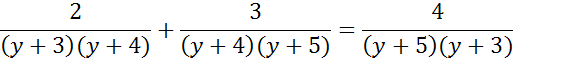 2/((y + 3)(y + 4)) + 3/((y + 4)(y + 5)) = 4/((y + 5)(y + 3))